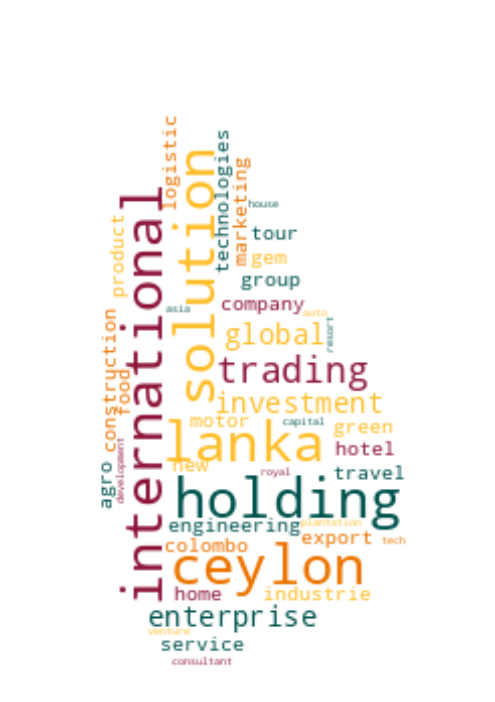 logistic
technologies
solution
marketing
international
house
product
tour
gem
group
company
asia
auto
construction
global
resort
trading
food
investment
motor
capital
green
lanka
hotel
development
new
royal
travel
agro
holding
engineering
plantation
export
tech
colombo
ceylon
home
industrie
enterprise
venture
service
consultant